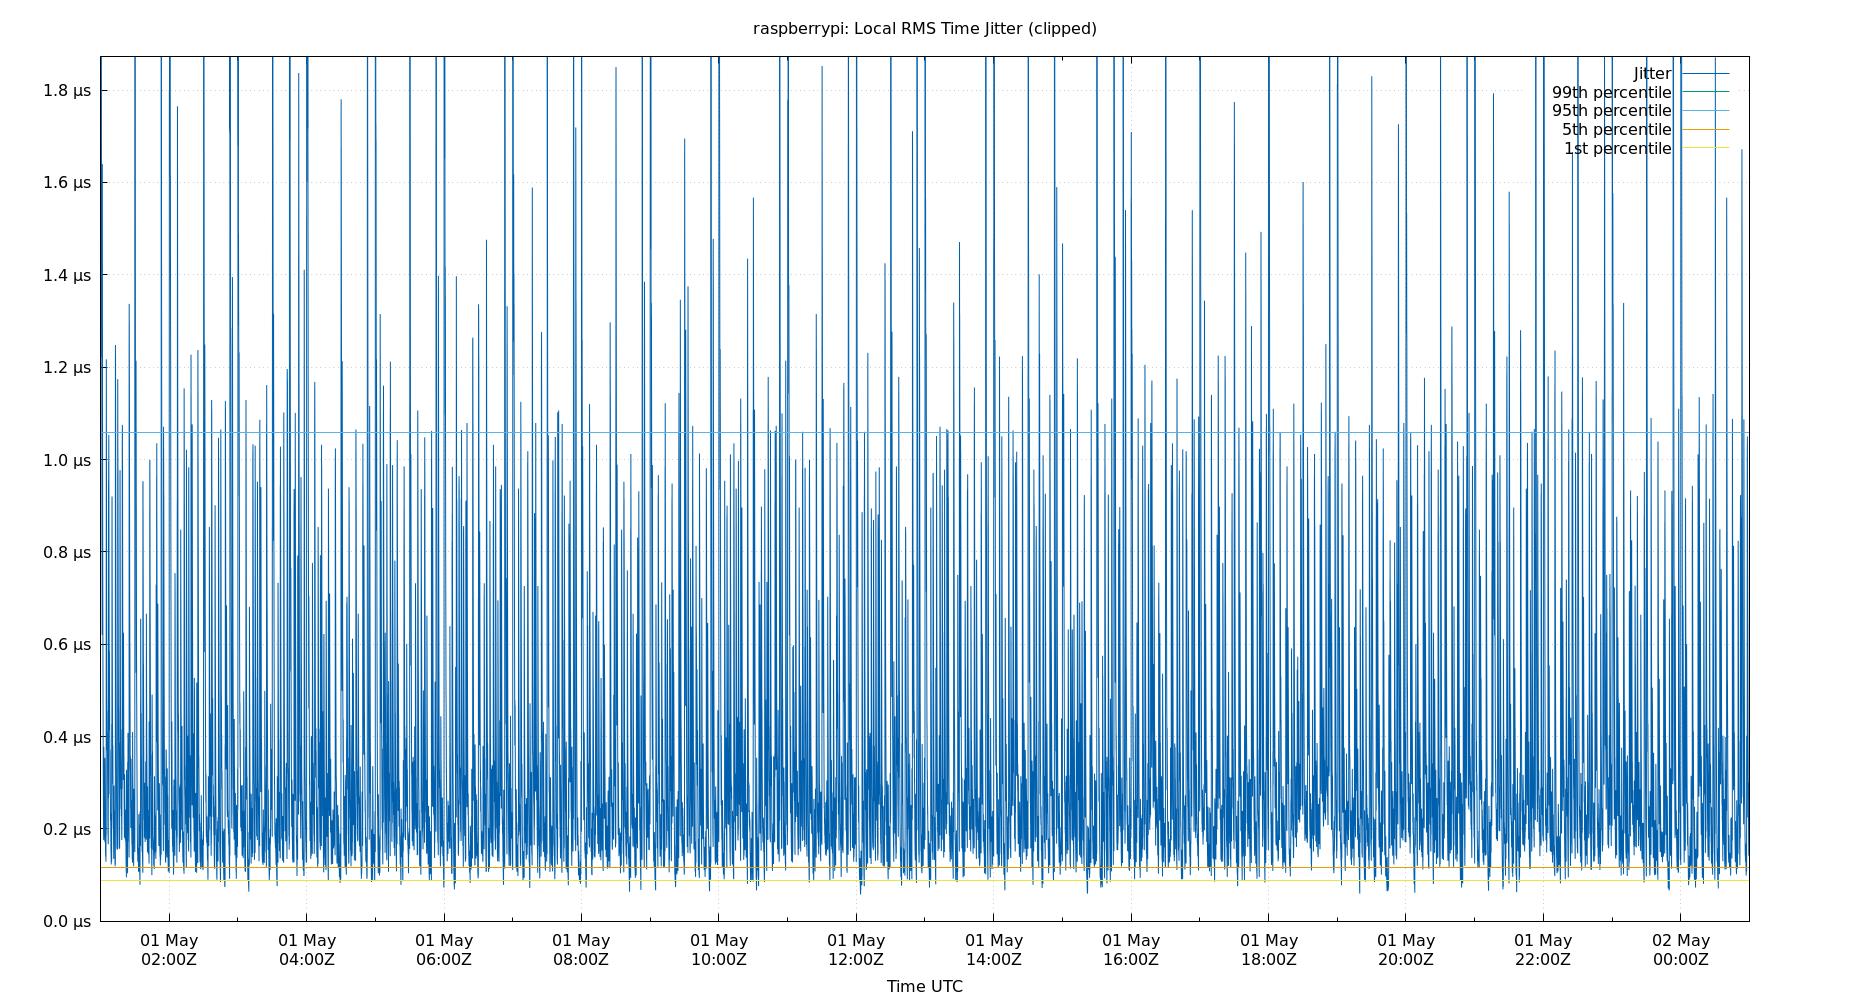 raspberrypi: Local RMS Time Jitter (clipped)
Jitter
99th percentile
95th percentile
5th percentile
1st percentile
1.8 µs
1.6 µs
1.4 µs
1.2 µs
1.0 µs
0.8 µs
0.6 µs
0.4 µs
0.2 µs
0.0 µs
01 May 01 May 01 May 01 May 01 May 01 May 01 May 01 May 01 May 01 May 01 May 02 May
02:00Z 04:00Z 06:00Z 08:00Z 10:00Z 12:00Z 14:00Z 16:00Z 18:00Z 20:00Z 22:00Z 00:00Z
Time UTC